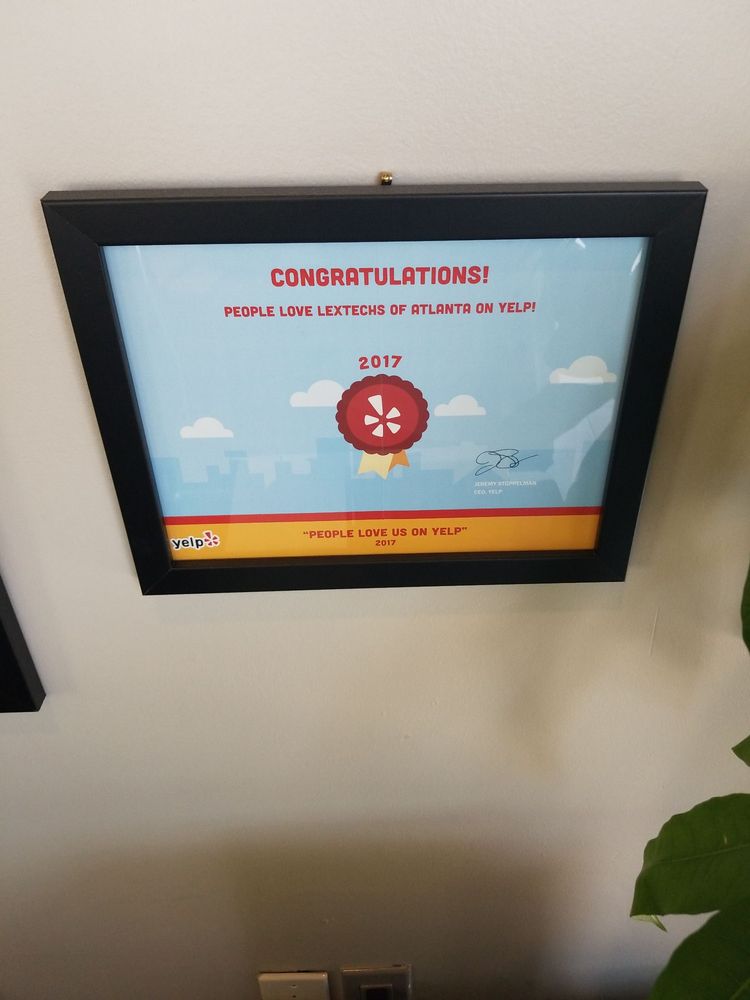 CONGRATULATIONS!
PEOPLE LOVE LEXTECHS OF ATLANTA ON YELP!
2017
JEREMY STOPPELMAN
CEO, YELP
yelp
"PEOPLE LOVE US ON YELP"
2017